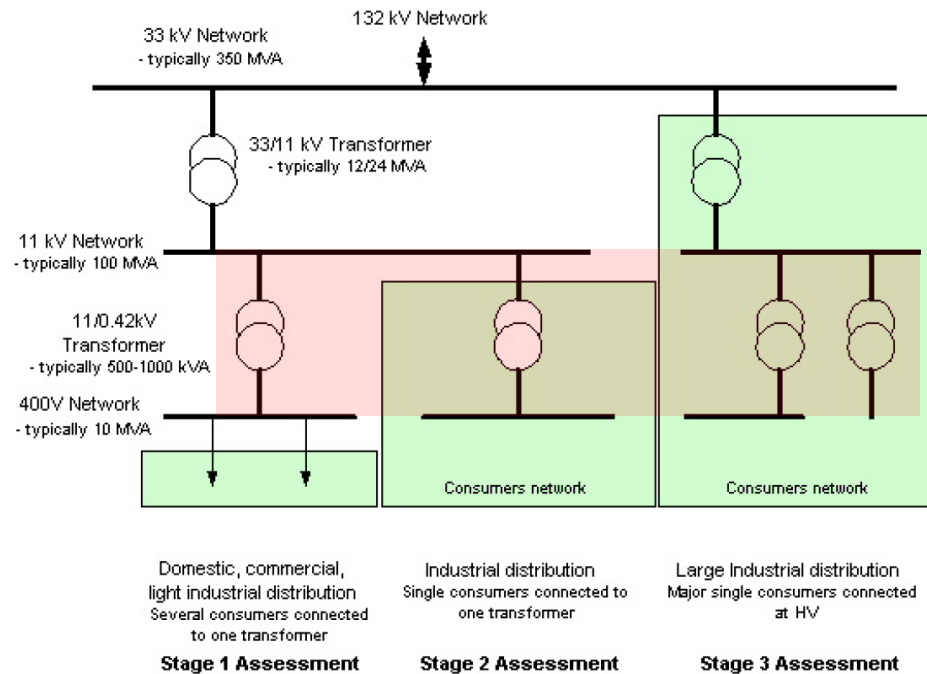 132 kV Network
33 kV Network
- typically 350 MVA
33/11 kV Transformer
- typically 12/24 MVA
11 kV Network
- typically 100 MVA
11/0.42kV
Transformer
- typically 500-1000 kVA
400V Network
- typically 10 MVA
Consumers network
Consumers network
Domestic, commercial,
light industrial distribution
Several consumers connected
to one transformer
Stage 1 Assessment
Industrial distribution
Single consumers connected to
one transformer
Stage 2 Assessment
Large Industrial distribution
Major single consumers connected
at HV
Stage 3 Assessment